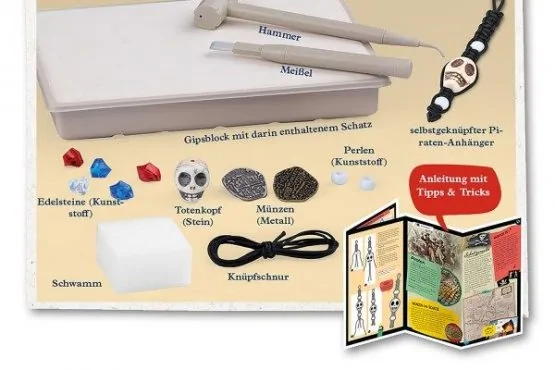 Hammer
Meißel
Gipsblock mit darin enthaltenem Schatz
selbstgeknüpfter Pi-
raten-Anhänger
Perlen
(Kunststoff)
Anleitung mit
Tipps & Tricks
Edelsteine (Kunst-
stoff)
Totenkopf
(Stein)
Münzen
(Metall)
Schwamm
Knüpfschnur